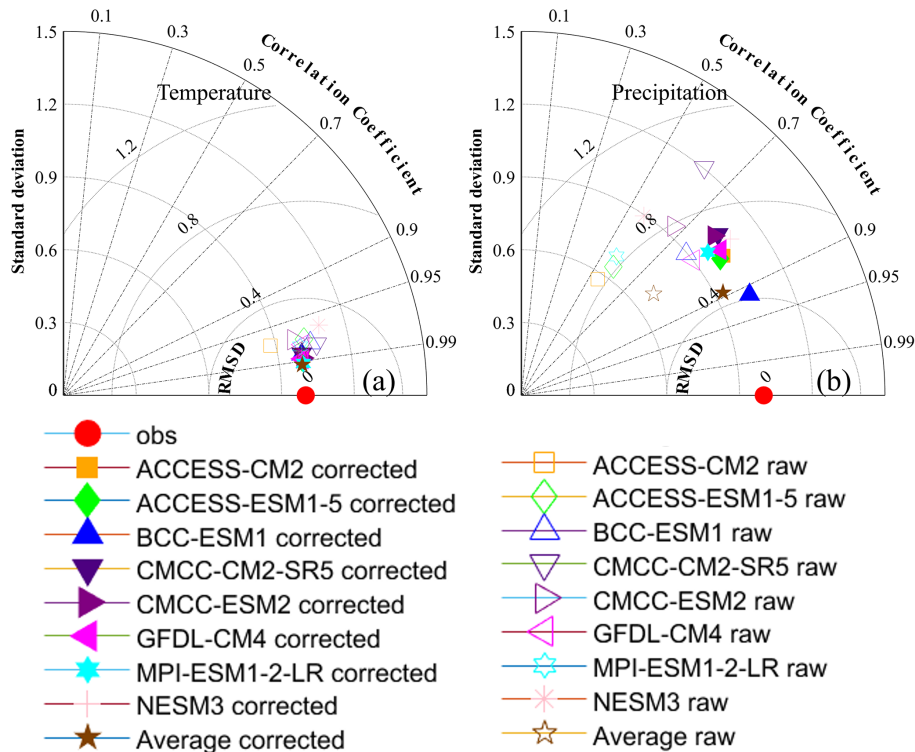 0.1
0.3
0.5
0.7
0.9
0.95
0.99
1.5
1.2
0.9
0.6
0.3
0
Standard deviation
Correlation Coefficient
Temperature
1.2
0.8
0.4
0
RMSD
(a)
0.1
0.3
0.5
0.7
0.9
0.95
0.99
1.5
1.2
0.9
0.6
0.3
0
Standard deviation
Correlation Coefficient
Precipitation
1.2
0.8
0.4
0
RMSD
(b)
obs
ACCESS-CM2 corrected
ACCESS-ESM1-5 corrected
BCC-ESM1 corrected
CMCC-CM2-SR5 corrected
CMCC-ESM2 corrected
GFDL-CM4 corrected
MPI-ESM1-2-LR corrected
NESM3 corrected
Average corrected
ACCESS-CM2 raw
ACCESS-ESM1-5 raw
BCC-ESM1 raw
CMCC-CM2-SR5 raw
CMCC-ESM2 raw
GFDL-CM4 raw
MPI-ESM1-2-LR raw
NESM3 raw
Average raw